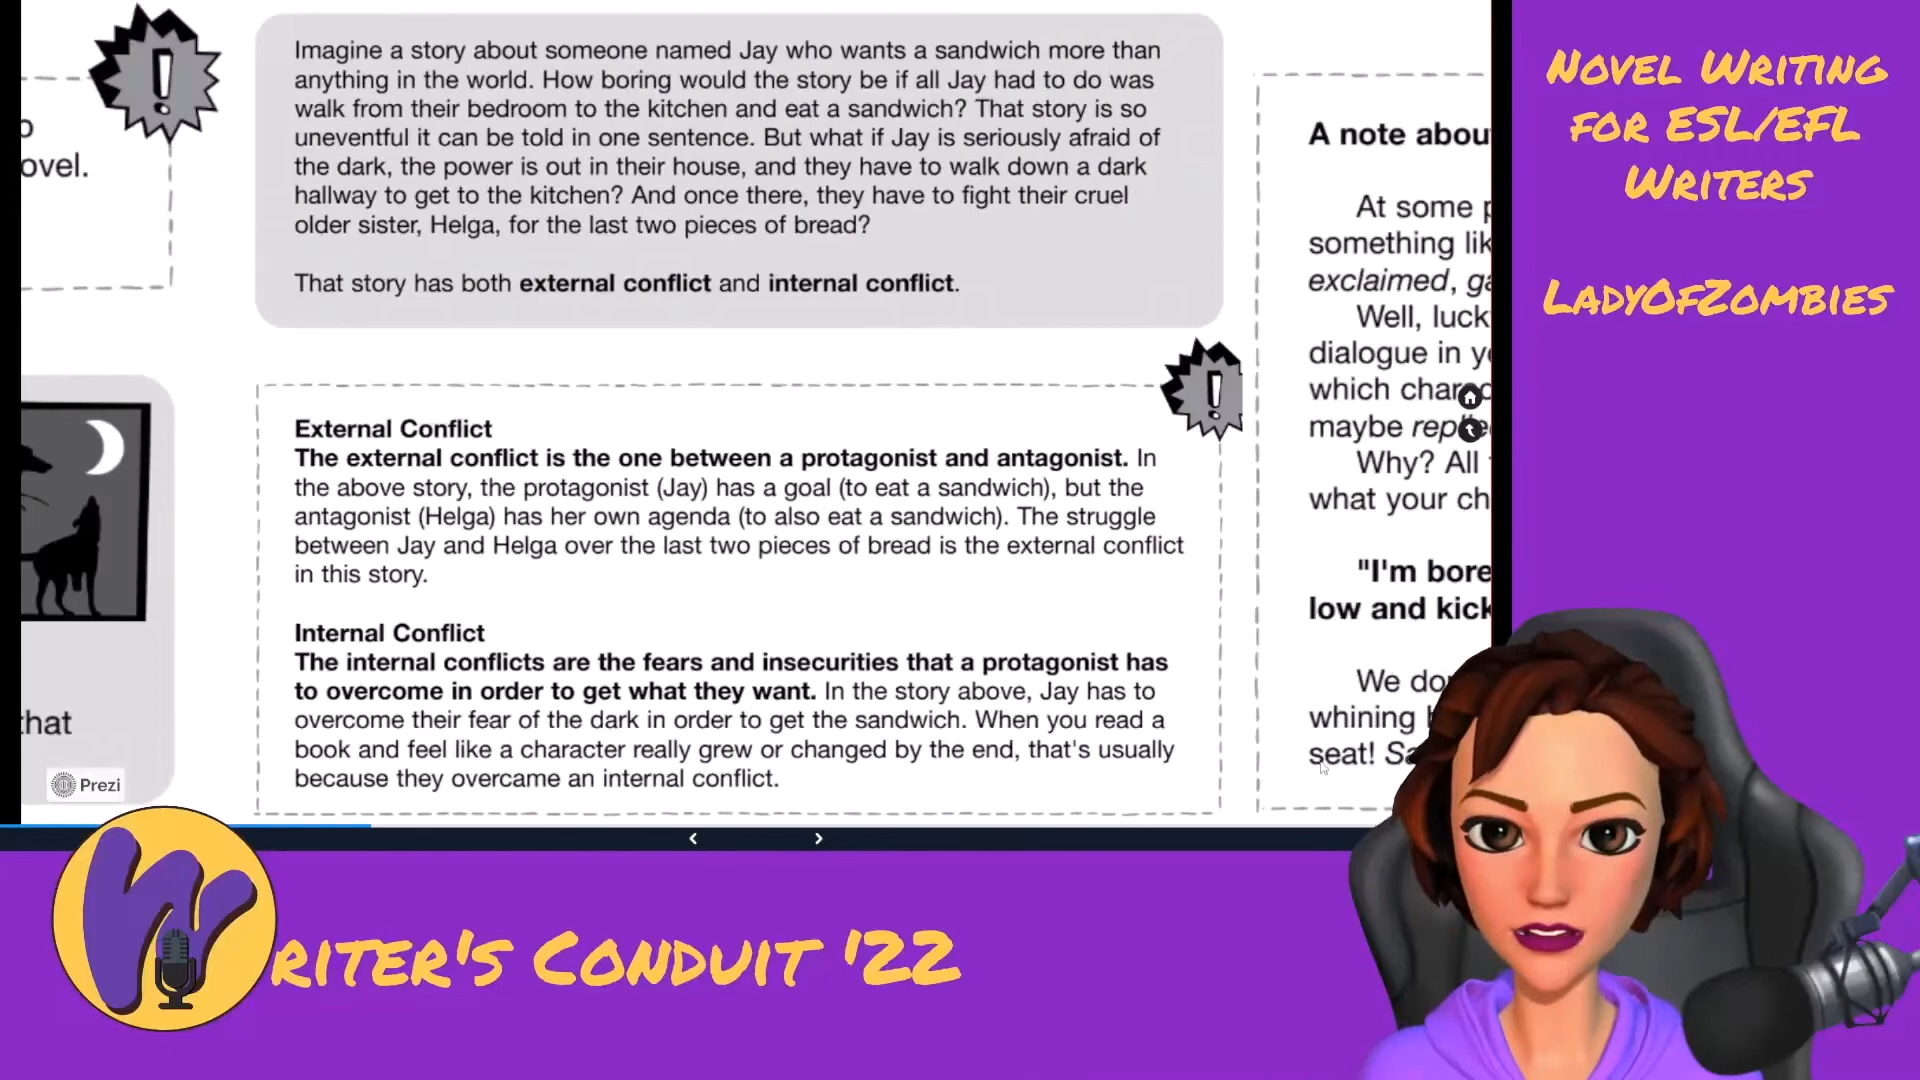 Imagine a story about someone named Jay who wants a sandwich more than
anything in the world. How boring would the story be if all Jay had to do was
walk from their bedroom to the kitchen and eat a sandwich? That story is so
uneventful it can be told in one sentence. But what if Jay is seriously afraid of
the dark, the power is out in their house, and they have to walk down a dark
hallway to get to the kitchen? And once there, they have to fight their cruel
older sister, Helga, for the last two pieces of bread?
That story has both external conflict and internal conflict.
External Conflict
The external conflict is the one between a protagonist and antagonist. In
the above story, the protagonist (Jay) has a goal (to eat a sandwich), but the
antagonist (Helga) has her own agenda (to also eat a sandwich). The struggle
between Jay and Helga over the last two pieces of bread is the external conflict
in this story.
Internal Conflict
The internal conflicts are the fears and insecurities that a protagonist has
to overcome in order to get what they want. In the story above, Jay has to
overcome their fear of the dark in order to get the sandwich. When you read a
book and feel like a character really grew or changed by the end, that's usually
because they overcame an internal conflict.
ovel.
that
Prezi
A note abou
At some
something lik
exclaimed, ga
Well, luck
dialogue in y
which
maybe
Why? All
what your ch
"I'm bore
low and kick
We do
whining
seat! Sa
Novel Writing
for ESL/EFL
Writers
LadyOfZombies
Writer's Conduit '22